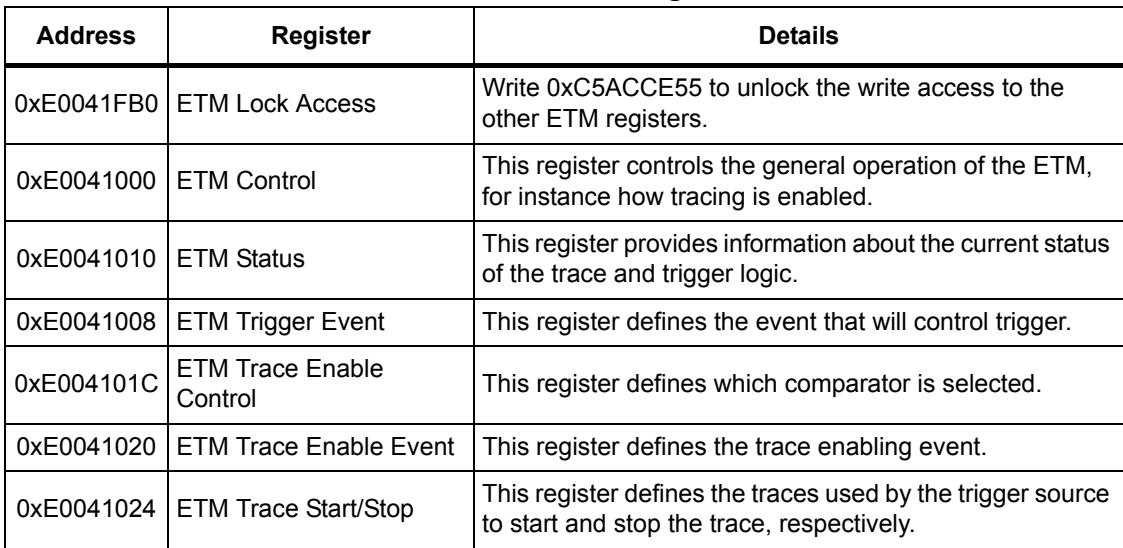 Address Register Details
0xE0041FB0 ETM Lock Access Write 0xC5ACCE55 to unlock the write access to the
other ETM registers.
0xE0041000 ETM Control This register controls the general operation of the ETM,
for instance how tracing is enabled.
0xE0041010 ETM Status This register provides information about the current status
of the trace and trigger logic.
0xE0041008 ETM Trigger Event This register defines the event that will control trigger.
0xE004101C ETM Trace Enable
Control This register defines which comparator is selected.
0xE0041020 ETM Trace Enable Event This register defines the trace enabling event.
0xE0041024 ETM Trace Start/Stop This register defines the traces used by the trigger source
to start and stop the trace, respectively.